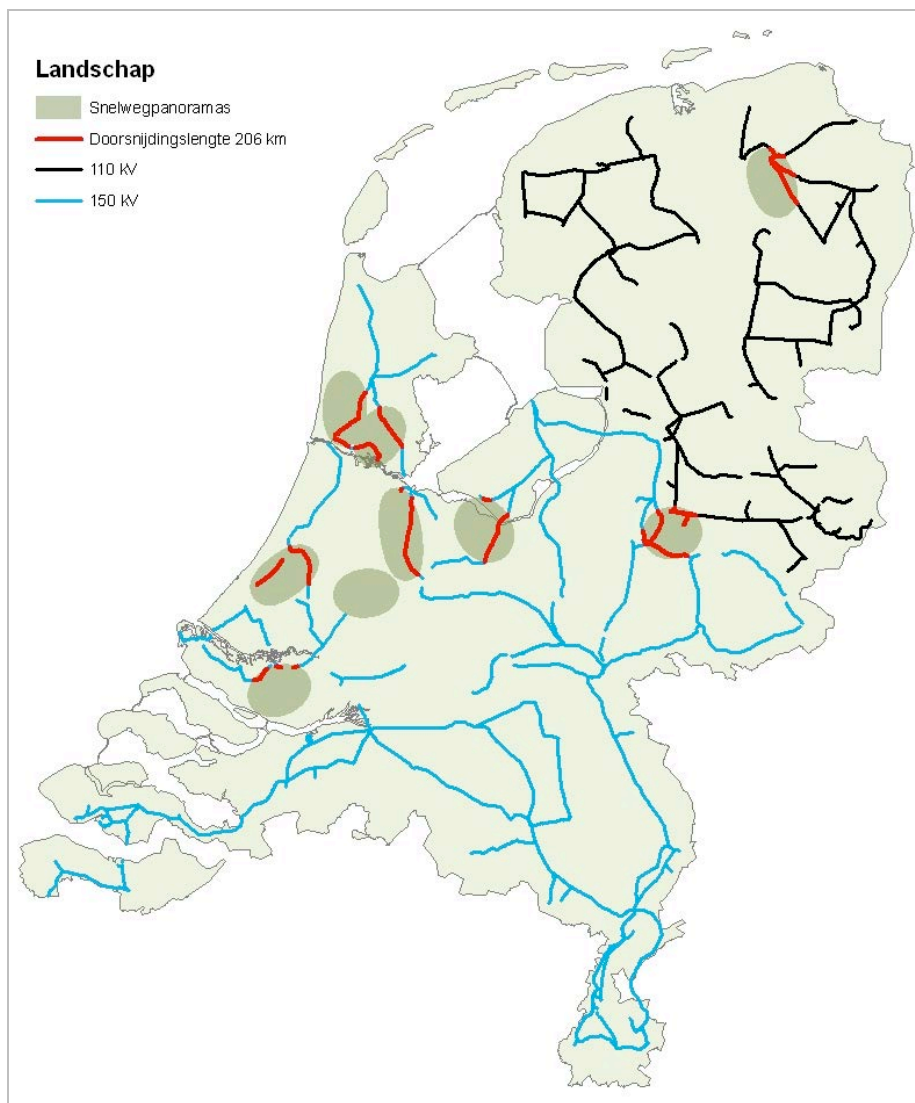 Landschap
Snelwegpanoramas
Doorsnijdingslengte 206 km
110 kV
150 kV